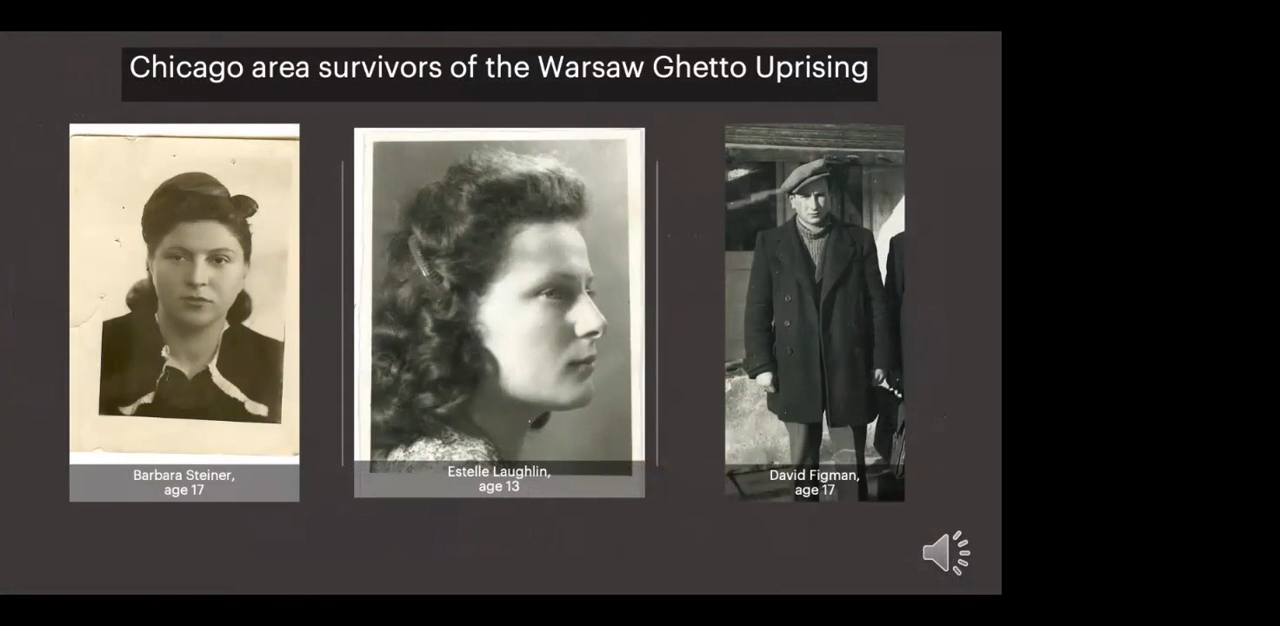 Chicago area survivors of the Warsaw Ghetto Uprising
Barbara Steiner,
age 17
Estelle Laughlin,
age 13
David Figman,
age 17